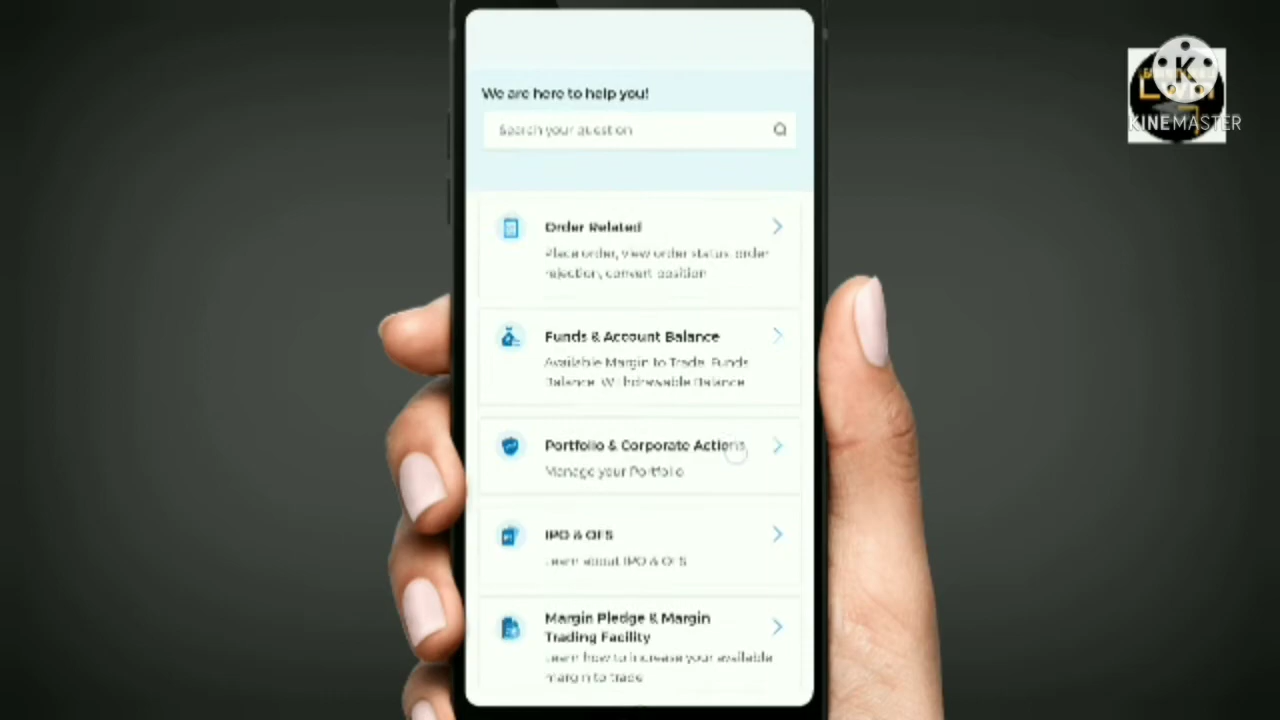 We are here to help you!
Search your question
Order Related
Place order, view order status, order
rejection, convert position
Funds & Account Balance
Available Margin to Trade, Funds
Balance, Withdrawable Balance
Portfolio & Corporate Actions
Manage your Portfolio
IPO & OFS
Learn about IPO & OFS
Margin Pledge & Margin
Trading Facility
Learn how to increase your available
margin to trade
K
KINEMASTER